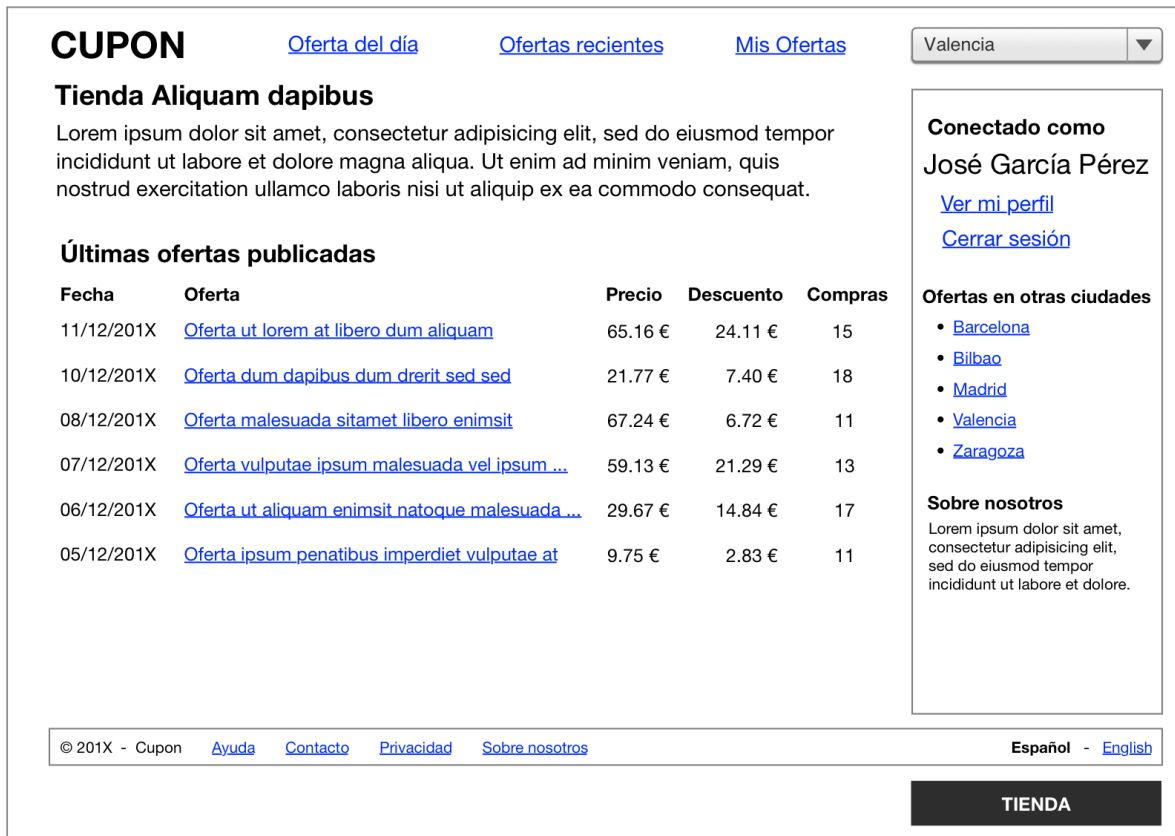 CUPON Oferta del día Ofertas recientes Mis Ofertas Valencia
Tienda Aliquam dapibus
Lorem ipsum dolor sit amet, consectetur adipisicing elit, sed do eiusmod tempor
incididunt ut labore et dolore magna aliqua. Ut enim ad minim veniam, quis
nostrud exercitation ullamco laboris nisi ut aliquip ex ea commodo consequat.
Últimas ofertas publicadas
Fecha Oferta Precio Descuento Compras
11/12/201X Oferta ut lorem at libero dum aliquam 65.16 € 24.11 € 15
10/12/201X Oferta dum dapibus dum drerit sed sed 21.77 € 7.40 € 18
08/12/201X Oferta malesuada sitamet libero enimsit 67.24 € 6.72 € 11
07/12/201X Oferta vulputae ipsum malesuada vel ipsum ... 59.13 € 21.29 € 13
06/12/201X Oferta ut aliquam enimsit natoque malesuada ... 29.67 € 14.84 € 17
05/12/201X Oferta ipsum penatibus imperdiet vulputae at 9.75 € 2.83 € 11
Conectado como
José García Pérez
Ver mi perfil
Cerrar sesión
Ofertas en otras ciudades
• Barcelona
• Bilbao
• Madrid
• Valencia
• Zaragoza
Sobre nosotros
Lorem ipsum dolor sit amet,
consectetur adipisicing elit,
sed do eiusmod tempor
incididunt ut labore et dolore.
© 201X - Cupon Ayuda Contacto Privacidad Sobre nosotros Español - English
TIENDA